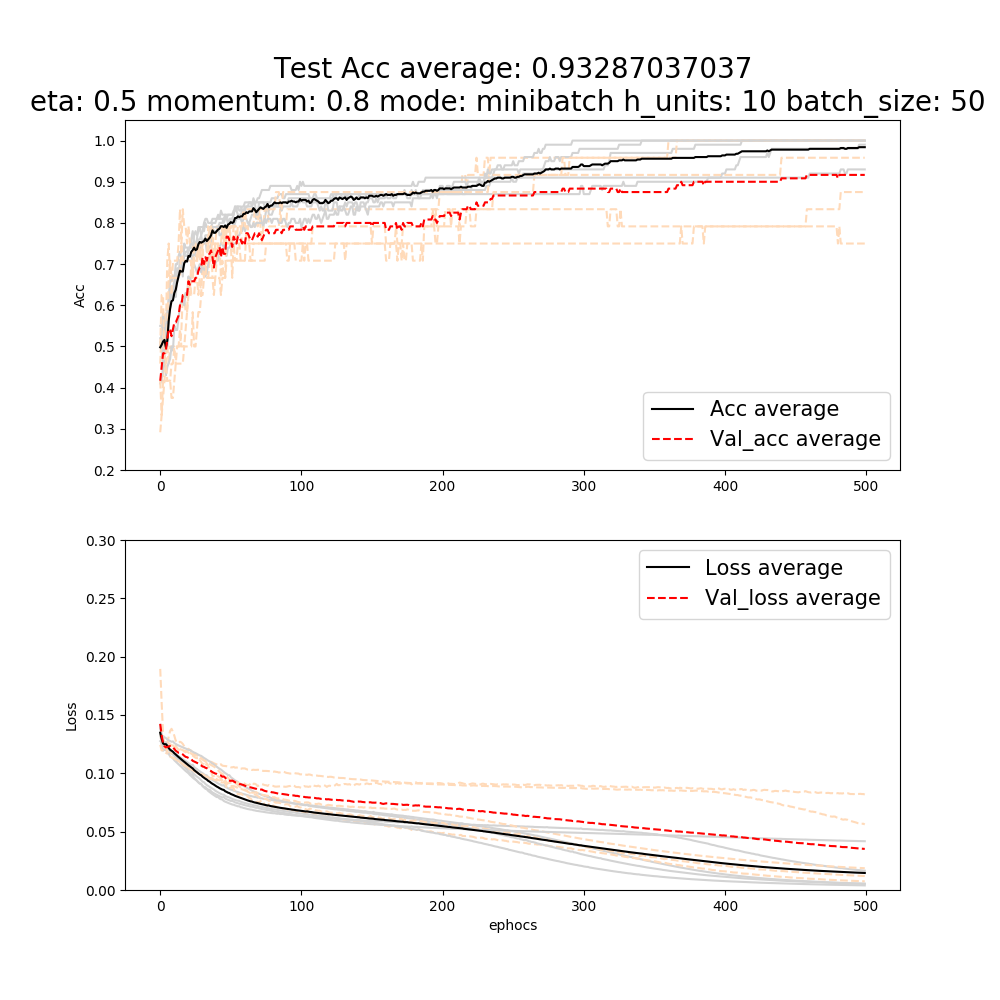 Test Acc average: 0.93287037037
eta: 0.5 momentum: 0.8 mode: minibatch h_units: 10 batch_size: 50
1.0
0.9
0.8
0.7
0.6
0.5
0.4
0.3
0.2
Acc
Acc average
Val_acc average
0 100 200 300 400 500
0.30
0.25
0.20
0.15
0.10
0.05
0.00
Loss
Loss average
Val_loss average
0 100 200 300 400 500
ephocs